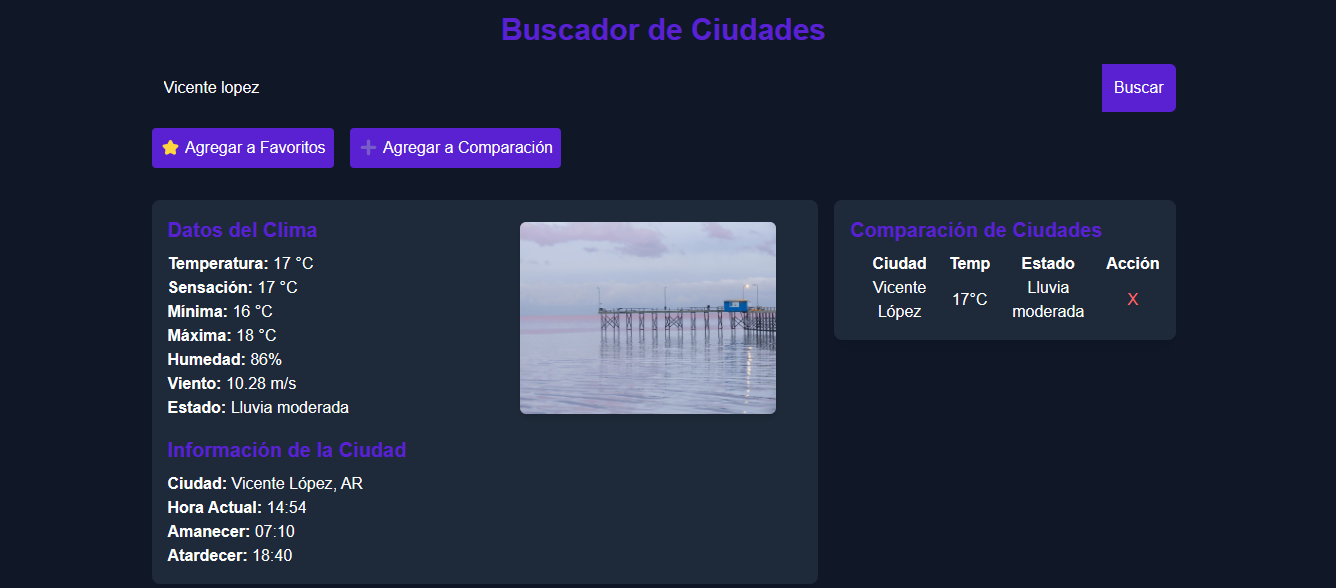 Buscador de Ciudades
Vicente lopez
Buscar
Agregar a Favoritos
Agregar a Comparación
Datos del Clima
Temperatura: 17 °C
Sensación: 17 °C
Mínima: 16 °C
Máxima: 18 °C
Humedad: 86%
Viento: 10.28 m/s
Estado: Lluvia moderada
Información de la Ciudad
Ciudad: Vicente López, AR
Hora Actual: 14:54
Amanecer: 07:10
Atardecer: 18:40
Comparación de Ciudades
Ciudad Temp Estado Acción
Vicente López 17°C Lluvia moderada X